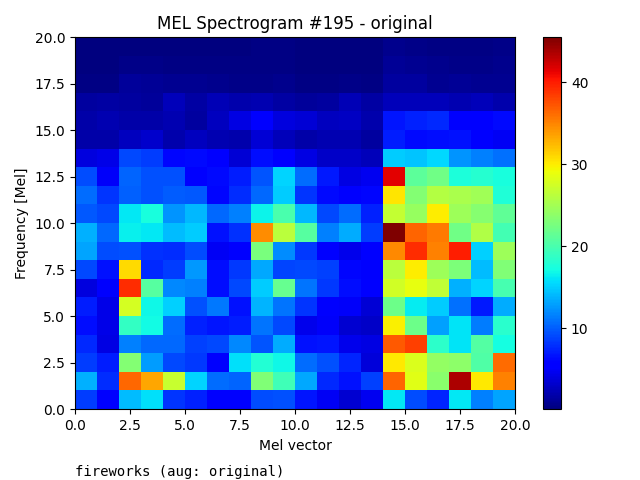 MEL Spectrogram #195 - original
20.0
17.5
15.0
12.5
10.0
7.5
5.0
2.5
0.0
Frequency [Mel]
0.0 2.5 5.0 7.5 10.0 12.5 15.0 17.5 20.0
Mel vector
40
30
20
10
fireworks (aug: original)